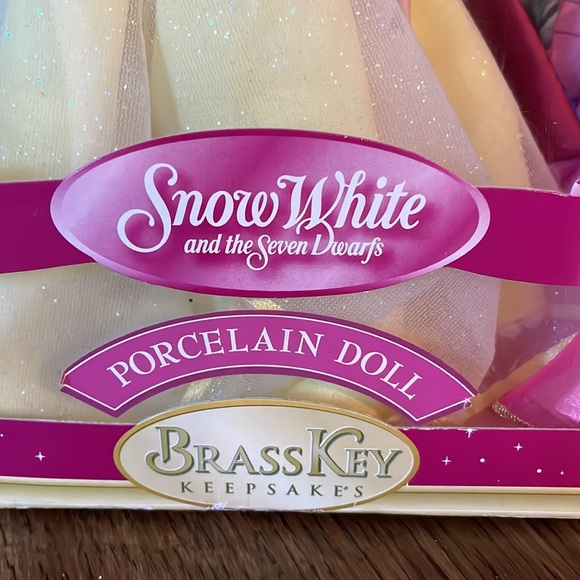 Snow White
and the Seven Dwarfs
PORCELAIN DOLL
BRASS KEY
KEEPSAKES